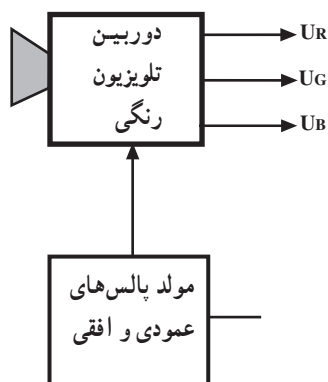 دوربین
تلویزیون
رنگی
UR
UG
UB
مولد پالس‌های
عمودی و افقی